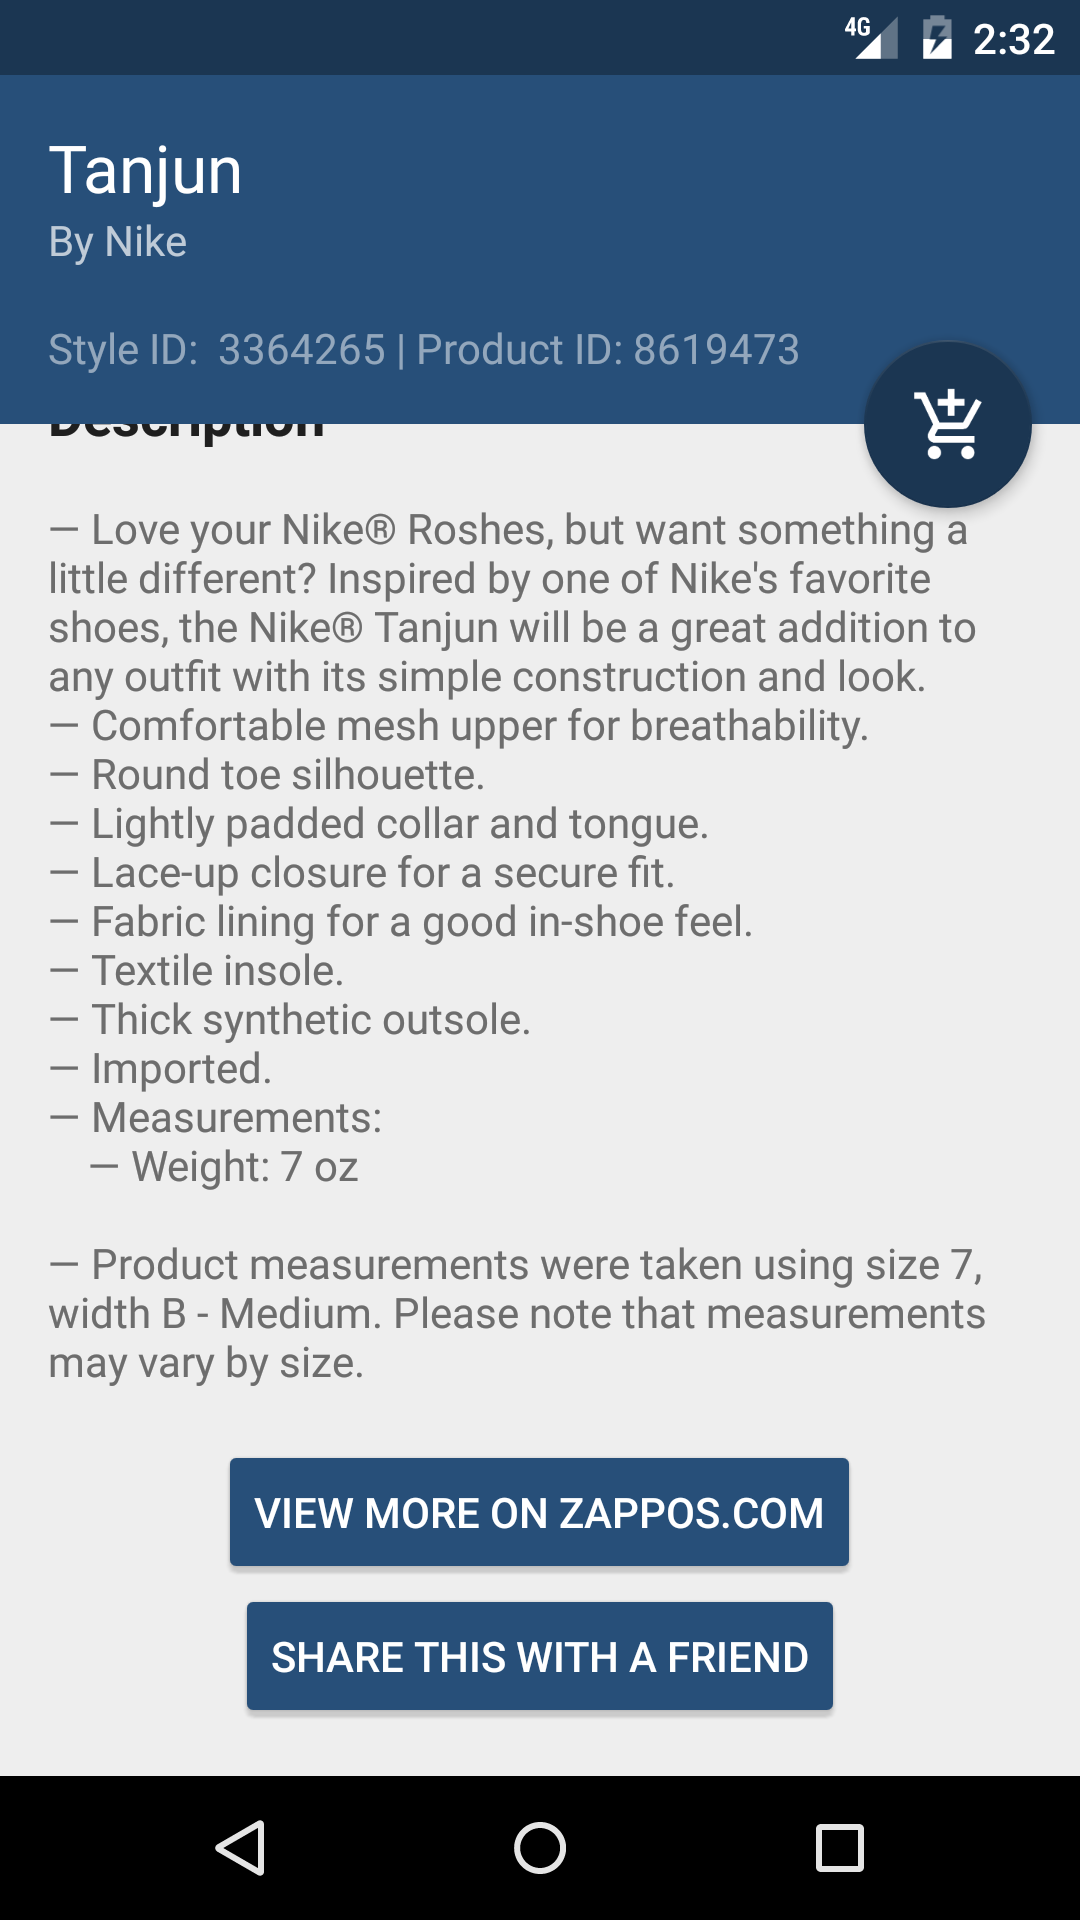 4G 2:32
Tanjun
By Nike
Style ID:  3364265 | Product ID: 8619473
Description
— Love your Nike® Roshes, but want something a
little different? Inspired by one of Nike's favorite
shoes, the Nike® Tanjun will be a great addition to
any outfit with its simple construction and look.
— Comfortable mesh upper for breathability.
— Round toe silhouette.
— Lightly padded collar and tongue.
— Lace-up closure for a secure fit.
— Fabric lining for a good in-shoe feel.
— Textile insole.
— Thick synthetic outsole.
— Imported.
— Measurements:
— Weight: 7 oz
— Product measurements were taken using size 7,
width B - Medium. Please note that measurements
may vary by size.
VIEW MORE ON ZAPPOS.COM
SHARE THIS WITH A FRIEND